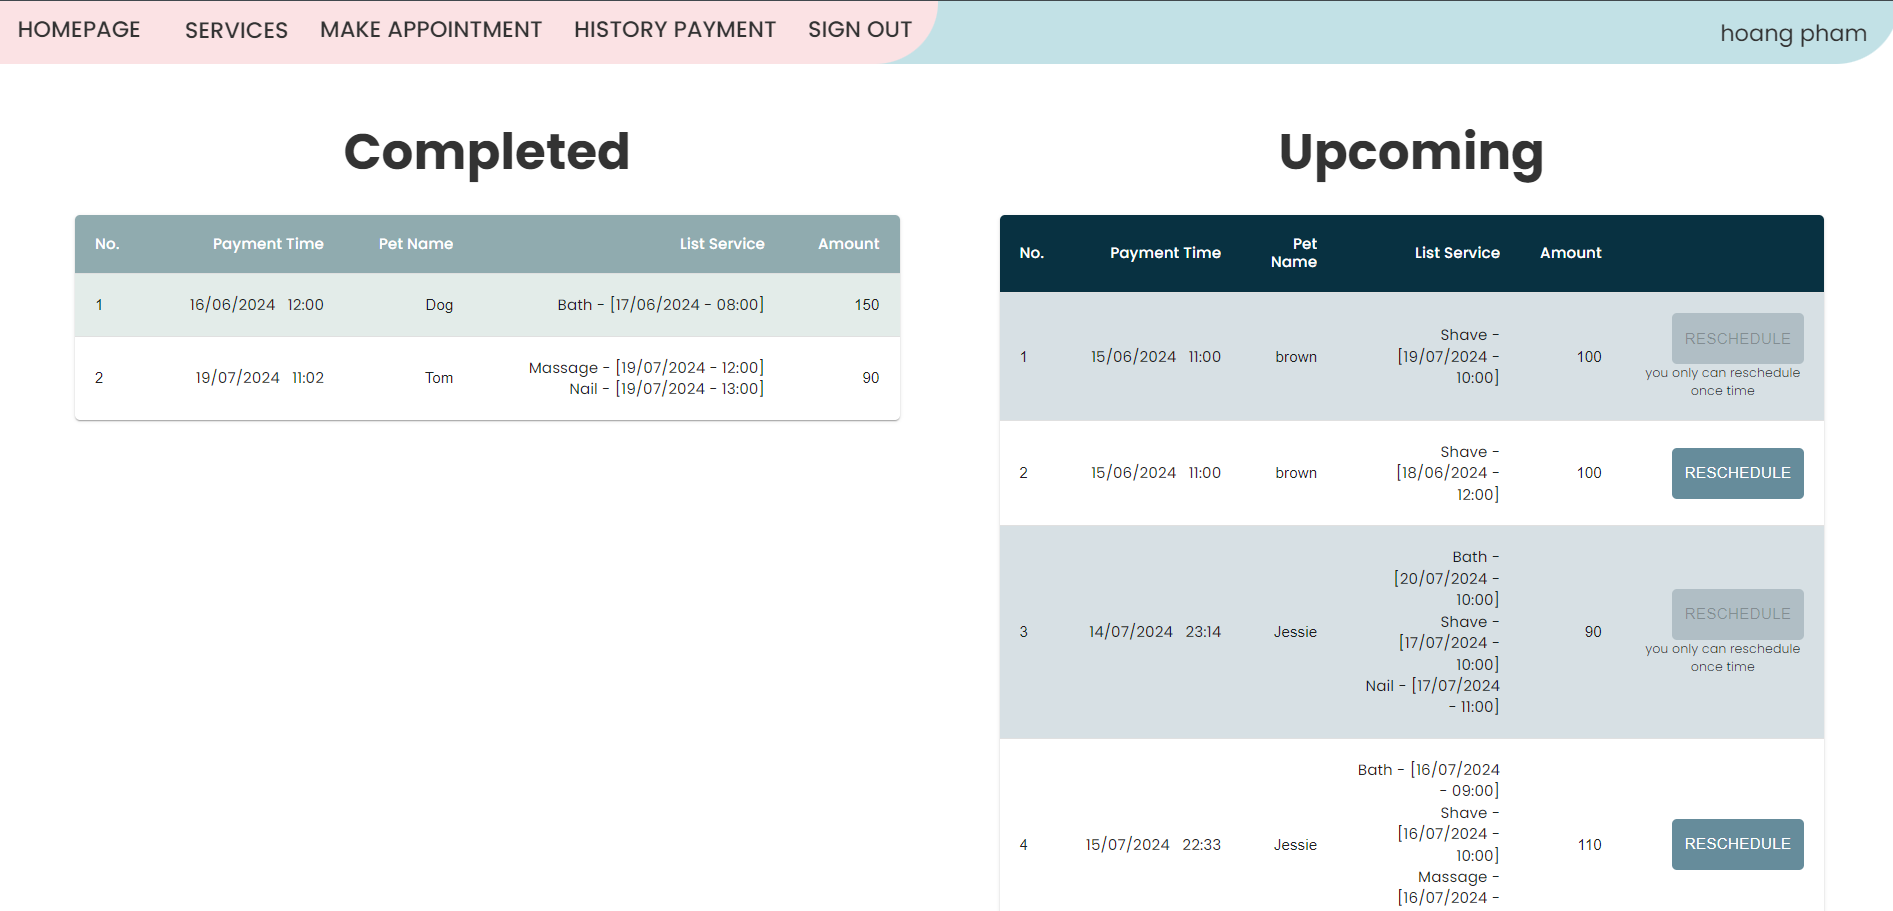 HOMEPAGE SERVICES MAKE APPOINTMENT HISTORY PAYMENT SIGN OUT hoang pham
Completed
No. Payment Time Pet Name List Service Amount
1 16/06/2024 12:00 Dog Bath - [17/06/2024 - 08:00] 150
2 19/07/2024 11:02 Tom Massage - [19/07/2024 - 12:00] 90
Nail - [19/07/2024 - 13:00]
Upcoming
No. Payment Time Pet List Service Amount
Name
1 15/06/2024 11:00 brown Shave - 100 RESCHEDULE
[19/07/2024 -
10:00]
you only can reschedule
once time
2 15/06/2024 11:00 brown Shave - 100 RESCHEDULE
[18/06/2024 -
12:00]
3 14/07/2024 23:14 Jessie Bath - 90 RESCHEDULE
[20/07/2024 -
10:00]
Shave -
[17/07/2024 -
10:00]
Nail - [17/07/2024
- 11:00]
you only can reschedule
once time
4 15/07/2024 22:33 Jessie Bath - [16/07/2024 110 RESCHEDULE
- 09:00]
Shave -
[16/07/2024 -
10:00]
Massage -
[16/07/2024 -